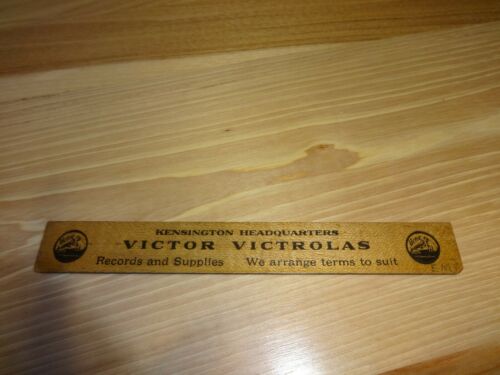 KENSINGTON HEADQUARTERS
VICTOR VICTROLAS
Records and Supplies We arrange terms to suit